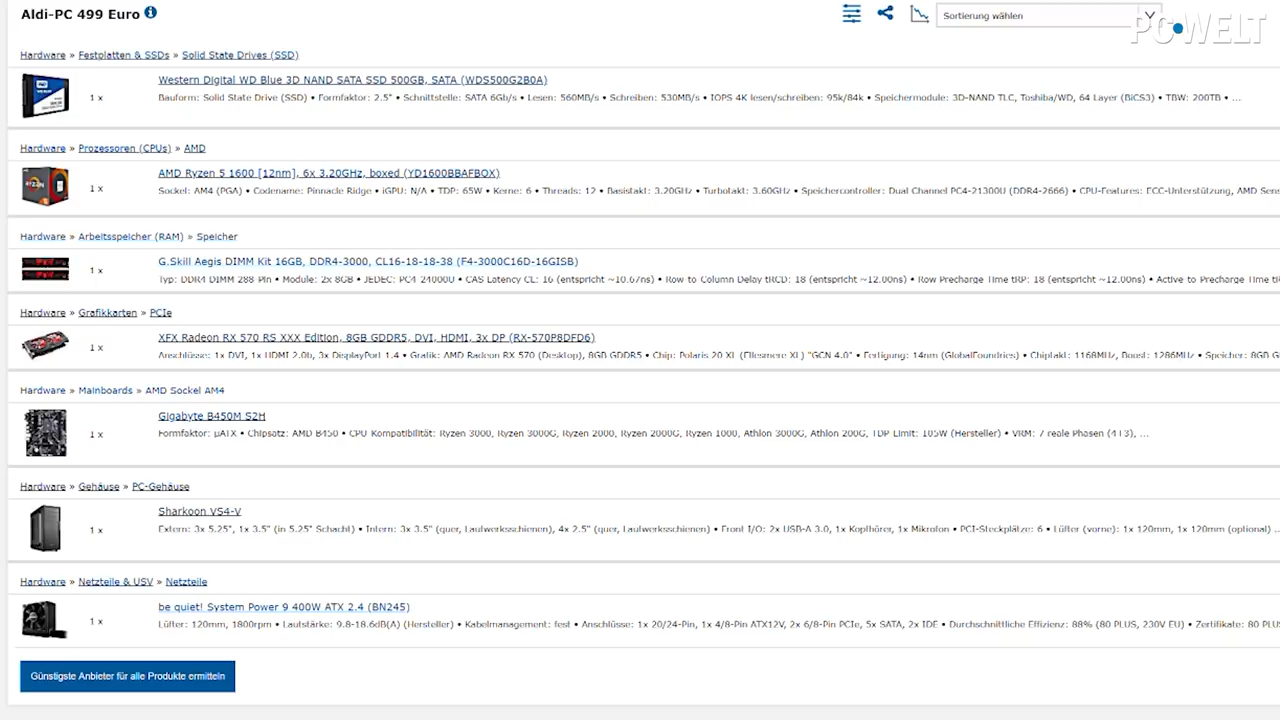 Aldi-PC 499 Euro
Sortierung wählen
PC WELT
Hardware » Festplatten & SSDs » Solid State Drives (SSD)
Western Digital WD Blue 3D NAND SATA SSD 500GB, SATA (WDS500G2B0A)
1 x
Bauform: Solid State Drive (SSD) • Formfaktor: 2.5" • Schnittstelle: SATA 6Gb/s • Lesen: 560MB/s • Schreiben: 530MB/s • IOPS 4K lesen/schreiben: 95k/84k • Speichermodule: 3D-NAND TLC, Toshiba/WD, 64 Layer (BiCS3) • TBW: 200TB • ...
Hardware » Prozessoren (CPUs) » AMD
AMD Ryzen 5 1600 [12nm], 6x 3.20GHz, boxed (YD1600BBAFBOX)
1 x
Sockel: AM4 (PGA) • Codename: Pinnacle Ridge • iGPU: N/A • TDP: 65W • Kerne: 6 • Threads: 12 • Basistakt: 3.20GHz • Turbotakt: 3.60GHz • Speichercontroller: Dual Channel PC4-21300U (DDR4-2666) • CPU-Features: ECC-Unterstützung, AMD Sens
Hardware » Arbeitsspeicher (RAM) » Speicher
G.Skill Aegis DIMM Kit 16GB, DDR4-3000, CL16-18-18-38 (F4-3000C16D-16GISB)
1 x
Typ: DDR4 DIMM 288-Pin • Module: 2x 8GB • JEDEC: PC4-24000U • CAS Latency CL: 16 (entspricht ~10.67ns) • Row to Column Delay tRCD: 18 (entspricht ~12.00ns) • Row Precharge Time tRP: 18 (entspricht ~12.00ns) • Active to Precharge Time tR
Hardware » Grafikkarten » PCIe
XFX Radeon RX 570 RS XXX Edition, 8GB GDDR5, DVI, HDMI, 3x DP (RX-570P8DFD6)
1 x
Anschlüsse: 1x DVI, 1x HDMI 2.0b, 3x DisplayPort 1.4 • Grafik: AMD Radeon RX 570 (Desktop), 8GB GDDR5 • Chip: Polaris 20 XL (Ellesmere XL) "GCN 4.0" • Fertigung: 14nm (GlobalFoundries) • Chiptakt: 1168MHz, Boost: 1286MHz • Speicher: 8GB G
Hardware » Mainboards » AMD Sockel AM4
Gigabyte B450M S2H
1 x
Formfaktor: µATX • Chipsatz: AMD B450 • CPU-Kompatibilität: Ryzen 3000, Ryzen 3000G, Ryzen 2000, Ryzen 2000G, Ryzen 1000, Athlon 3000G, Athlon 200G, TDP-Limit: 105W (Hersteller) • VRM: 7 reale Phasen (4+3), ...
Hardware » Gehäuse » PC-Gehäuse
Sharkoon VS4-V
1 x
Extern: 3x 5.25", 1x 3.5" (in 5.25" Schacht) • Intern: 3x 3.5" (quer, Laufwerksschienen), 4x 2.5" (quer, Laufwerksschienen) • Front I/O: 2x USB-A 3.0, 1x Kopfhörer, 1x Mikrofon • PCI-Steckplätze: 6 • Lüfter (vorne): 1x 120mm, 1x 120mm (optional) ...
Hardware » Netzteile & USV » Netzteile
be quiet! System Power 9 400W ATX 2.4 (BN245)
1 x
Lüfter: 120mm, 1800rpm • Lautstärke: 9.8-18.6dB(A) (Hersteller) • Kabelmanagement: fest • Anschlüsse: 1x 20/24-Pin, 1x 4/8-Pin ATX12V, 2x 6/8-Pin PCIe, 5x SATA, 2x IDE • Durchschnittliche Effizienz: 88% (80 PLUS, 230V EU) • Zertifikate: 80 PLUS
Günstigste Anbieter für alle Produkte ermitteln